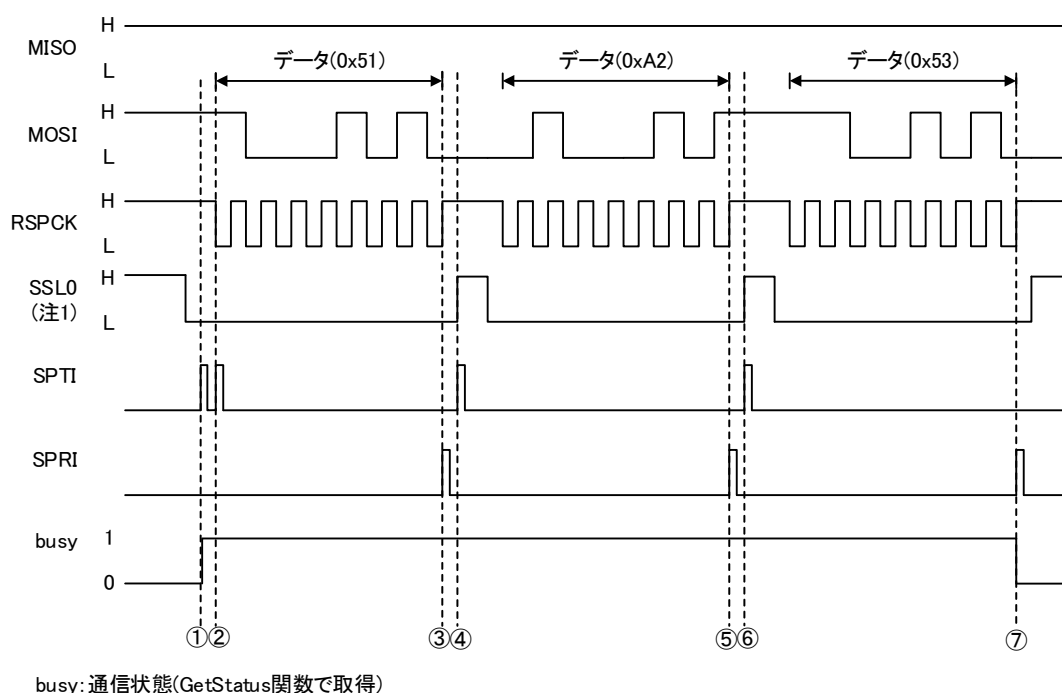 H
MISO
L
データ(0x51)
データ(0xA2)
データ(0x53)
H
MOSI
L
H
RSPCK
L
H
SSL0
(注1)
L
SPTI
SPRI
busy
1
0
①②
③④
⑤⑥
⑦
busy:通信状態(GetStatus関数で取得)